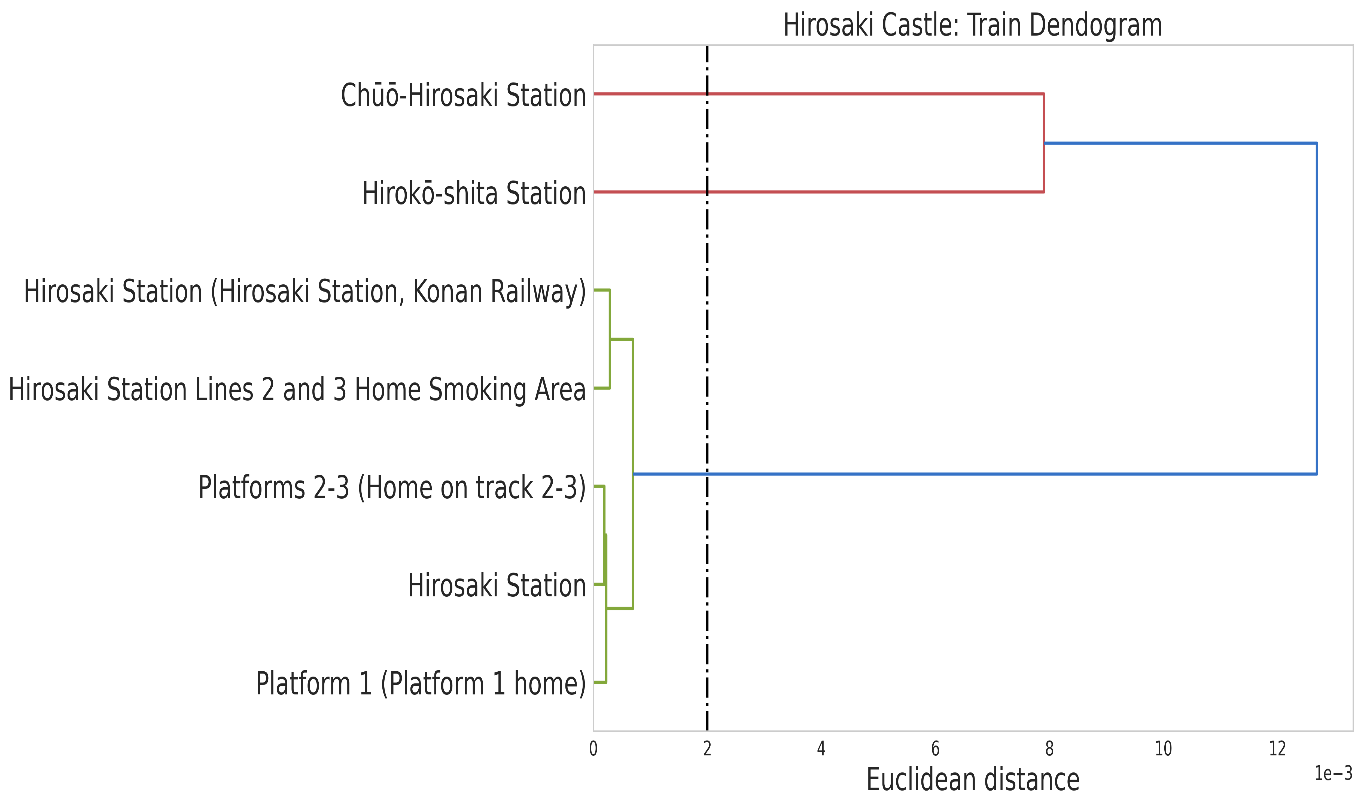 Hirosaki Castle: Train Dendogram
Chūō-Hirosaki Station
Hirokō-shita Station
Hirosaki Station (Hirosaki Station, Konan Railway)
Hirosaki Station Lines 2 and 3 Home Smoking Area
Platforms 2-3 (Home on track 2-3)
Hirosaki Station
Platform 1 (Platform 1 home)
0 2 4 6 8 10 12
1e−3
Euclidean distance